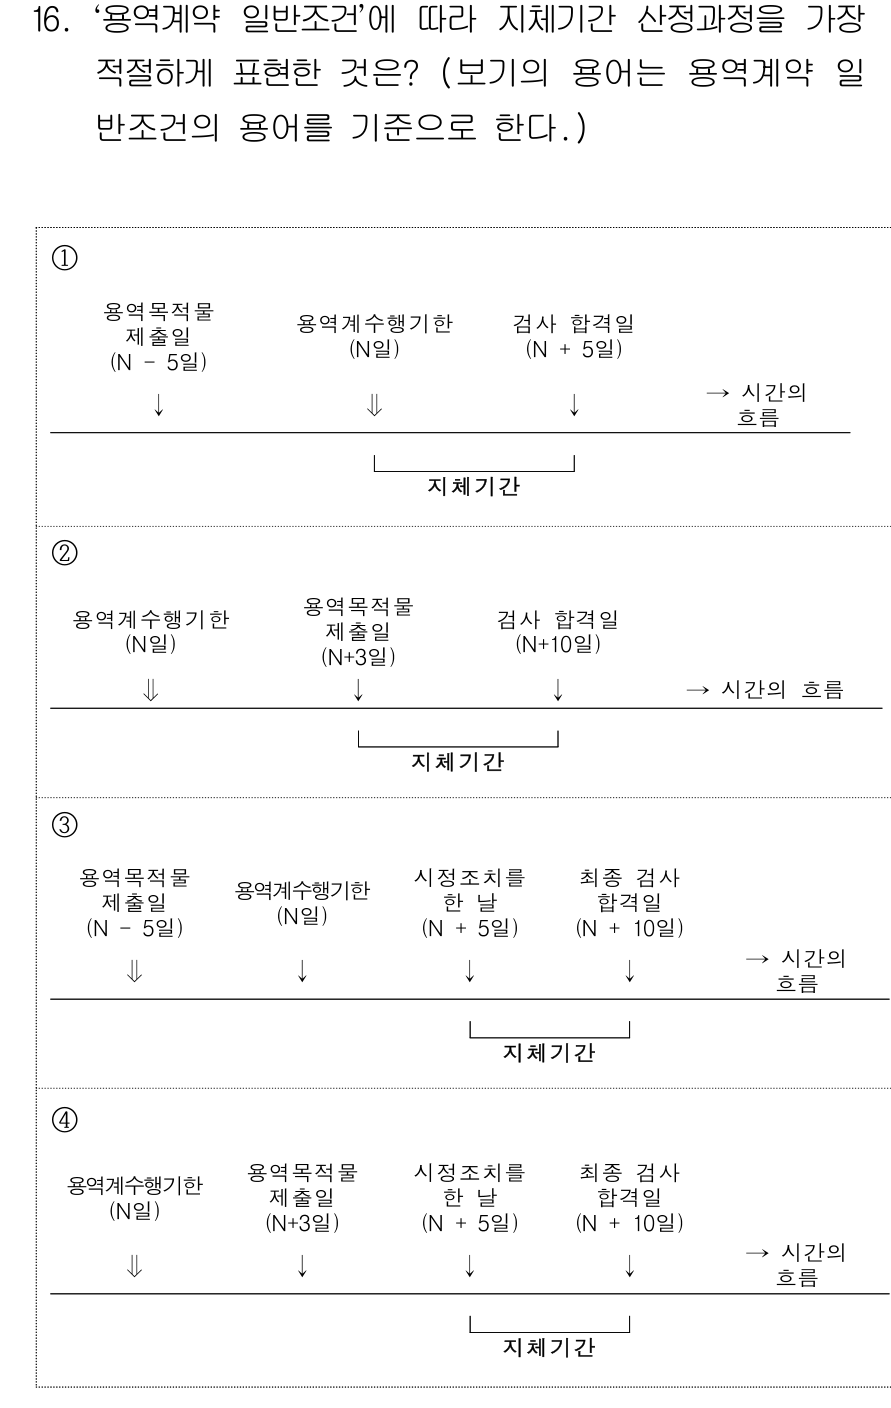 16. ‘용역계약 일반조건’에 따라 지체기간 산정과정을 가장
적절하게 표현한 것은? (보기의 용어는 용역계약 일
반조건의 용어를 기준으로 한다.)
①
용역목적물
제출일
(N - 5일)
용역계수행기한
(N일)
검사 합격일
(N + 5일)
↓
⇓
↓
→ 시간의
흐름
지체기간
②
용역계수행기한
(N일)
용역목적물
제출일
(N+3일)
검사 합격일
(N+10일)
⇓
↓
↓
→ 시간의 흐름
지체기간
③
용역목적물
제출일
(N - 5일)
용역계수행기한
(N일)
시정조치를
한 날
(N + 5일)
최종 검사
합격일
(N + 10일)
⇓
↓
↓
↓
→ 시간의
흐름
지체기간
④
용역계수행기한
(N일)
용역목적물
제출일
(N+3일)
시정조치를
한 날
(N + 5일)
최종 검사
합격일
(N + 10일)
⇓
↓
↓
↓
→ 시간의
흐름
지체기간